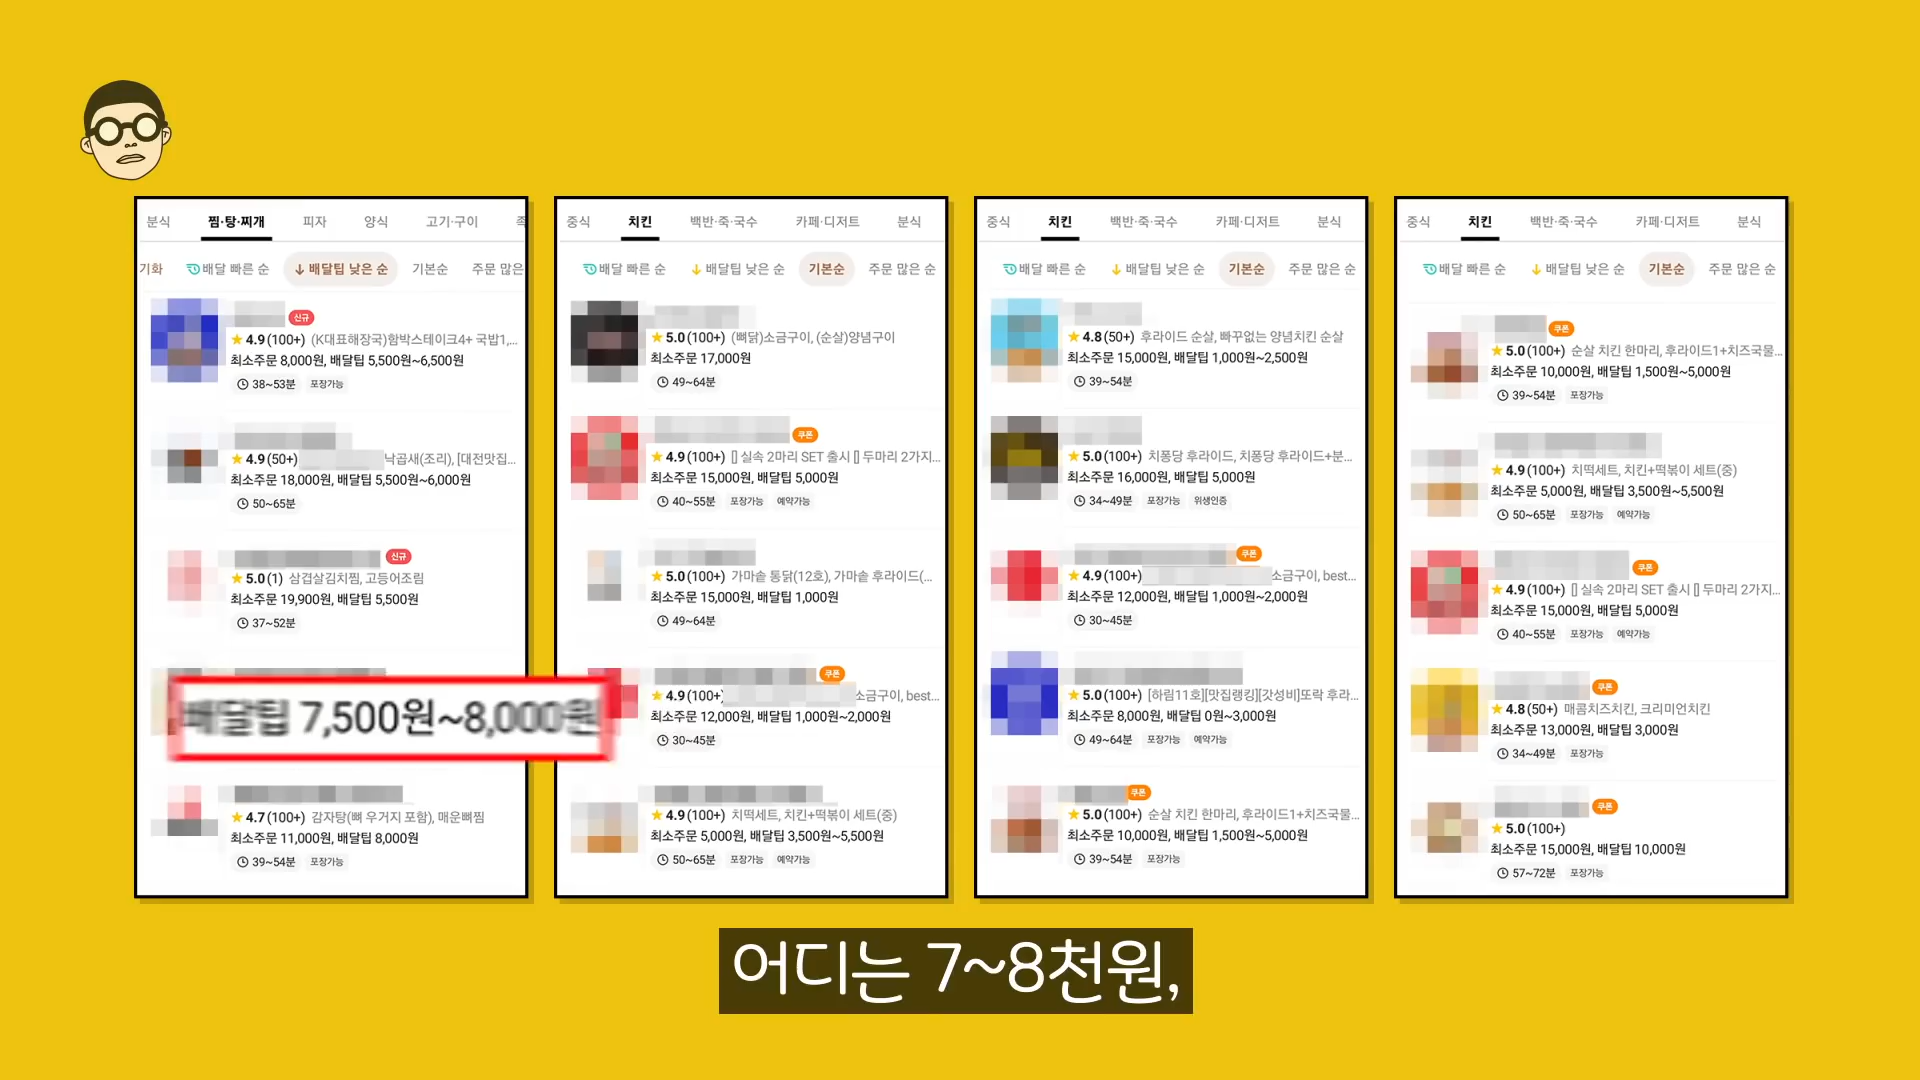 분식 찜·탕·찌개 피자 양식 고기·구이 족
기화 배달 빠른 순 배달팁 낮은 순 기본순 주문 많은
신규
4.9(100+) (K대표해장국)함박스테이크4+ 국밥1,...
최소주문 8,000원, 배달팁 5,500원~6,500원
38~53분 포장가능
4.9(50+) 낙곱새(조리), [대전맛집...
최소주문 18,000원, 배달팁 5,500원~6,000원
50~65분
신규
5.0(1) 삼겹살김치찜, 고등어조림
최소주문 19,900원, 배달팁 5,500원
37~52분
배달팁 7,500원~8,000원
4.7(100+) 감자탕(뼈 우거지 포함), 매운뼈찜
최소주문 11,000원, 배달팁 8,000원
39~54분 포장가능
중식 치킨 백반·죽·국수 카페·디저트 분식
배달 빠른 순 배달팁 낮은 순 기본순 주문 많은 순
5.0(100+) (뼈닭)소금구이, (순살)양념구이
최소주문 17,000원
49~64분
쿠폰
4.9(100+) [] 실속 2마리 SET 출시 [] 두마리 2가지...
최소주문 15,000원, 배달팁 5,000원
40~55분 포장가능 예약가능
5.0(100+) 가마솥 통닭(12호), 가마솥 후라이드(...
최소주문 15,000원, 배달팁 1,000원
49~64분
쿠폰
4.9(100+) 소금구이, best...
최소주문 12,000원, 배달팁 1,000원~2,000원
30~45분
4.9(100+) 치떡세트, 치킨+떡볶이 세트(중)
최소주문 5,000원, 배달팁 3,500원~5,500원
50~65분 포장가능 예약가능
중식 치킨 백반·죽·국수 카페·디저트 분식
배달 빠른 순 배달팁 낮은 순 기본순 주문 많은 순
4.8(50+) 후라이드 순살, 빠꾸없는 양념치킨 순살
최소주문 15,000원, 배달팁 1,000원~2,500원
39~54분
5.0(100+) 치퐁당 후라이드, 치퐁당 후라이드+분...
최소주문 16,000원, 배달팁 5,000원
34~49분 포장가능 위생인증
쿠폰
4.9(100+) 소금구이, best...
최소주문 12,000원, 배달팁 1,000원~2,000원
30~45분
5.0(100+) [하림11호][맛집랭킹][갓성비]또락 후라...
최소주문 8,000원, 배달팁 0원~3,000원
49~64분 포장가능 예약가능
쿠폰
5.0(100+) 순살 치킨 한마리, 후라이드1+치즈국물...
최소주문 10,000원, 배달팁 1,500원~5,000원
39~54분 포장가능
중식 치킨 백반·죽·국수 카페·디저트 분식
배달 빠른 순 배달팁 낮은 순 기본순 주문 많은 순
쿠폰
5.0(100+) 순살 치킨 한마리, 후라이드1+치즈국물...
최소주문 10,000원, 배달팁 1,500원~5,000원
39~54분 포장가능
4.9(100+) 치떡세트, 치킨+떡볶이 세트(중)
최소주문 5,000원, 배달팁 3,500원~5,500원
50~65분 포장가능 예약가능
쿠폰
4.9(100+) [] 실속 2마리 SET 출시 [] 두마리 2가지...
최소주문 15,000원, 배달팁 5,000원
40~55분 포장가능 예약가능
쿠폰
4.8(50+) 매콤치즈치킨, 크리미언치킨
최소주문 13,000원, 배달팁 3,000원
34~49분 포장가능
쿠폰
5.0(100+)
최소주문 15,000원, 배달팁 10,000원
57~72분 포장가능
어디는 7~8천원,